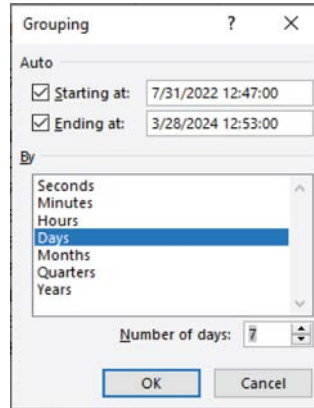 Grouping ?
Auto
Starting at: 7/31/2022 12:47:00
Ending at: 3/28/2024 12:53:00
By
Seconds
Minutes
Hours
Days
Months
Quarters
Years
Number of days: 7
OK Cancel